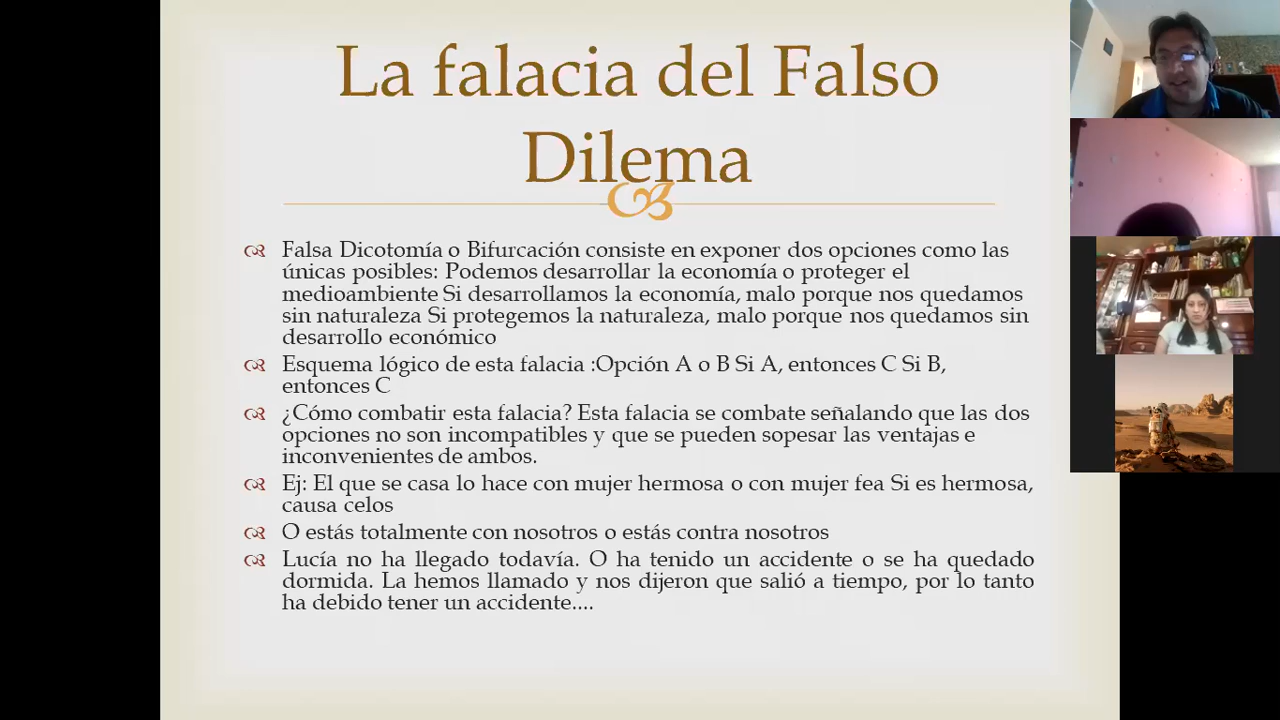 La falacia del Falso
Dilema
Falsa Dicotomía o Bifurcación consiste en exponer dos opciones como las
únicas posibles: Podemos desarrollar la economía o proteger el
medioambiente Si desarrollamos la economía, malo porque nos quedamos
sin naturaleza Si protegemos la naturaleza, malo porque nos quedamos sin
desarrollo económico
Esquema lógico de esta falacia :Opción A o B Si A, entonces C Si B,
entonces C
¿Cómo combatir esta falacia? Esta falacia se combate señalando que las dos
opciones no son incompatibles y que se pueden sopesar las ventajas e
inconvenientes de ambos.
Ej: El que se casa lo hace con mujer hermosa o con mujer fea Si es hermosa,
causa celos
O estás totalmente con nosotros o estás contra nosotros
Lucía no ha llegado todavía. O ha tenido un accidente o se ha quedado
dormida. La hemos llamado y nos dijeron que salió a tiempo, por lo tanto
ha debido tener un accidente....